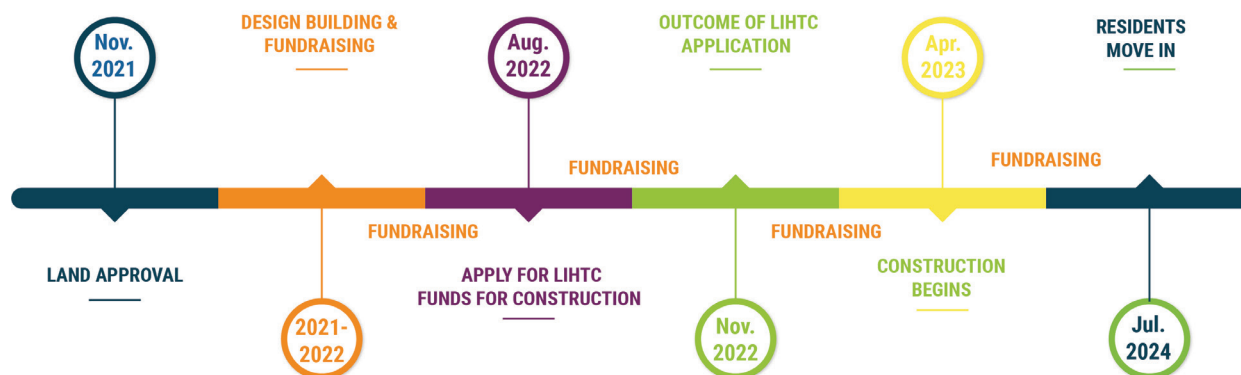 Nov.
2021
LAND APPROVAL
DESIGN BUILDING &
FUNDRAISING
2021-
2022
FUNDRAISING
Aug.
2022
APPLY FOR LIHTC
FUNDS FOR CONSTRUCTION
FUNDRAISING
OUTCOME OF LIHTC
APPLICATION
Nov.
2022
FUNDRAISING
Apr.
2023
CONSTRUCTION
BEGINS
FUNDRAISING
RESIDENTS
MOVE IN
Jul.
2024